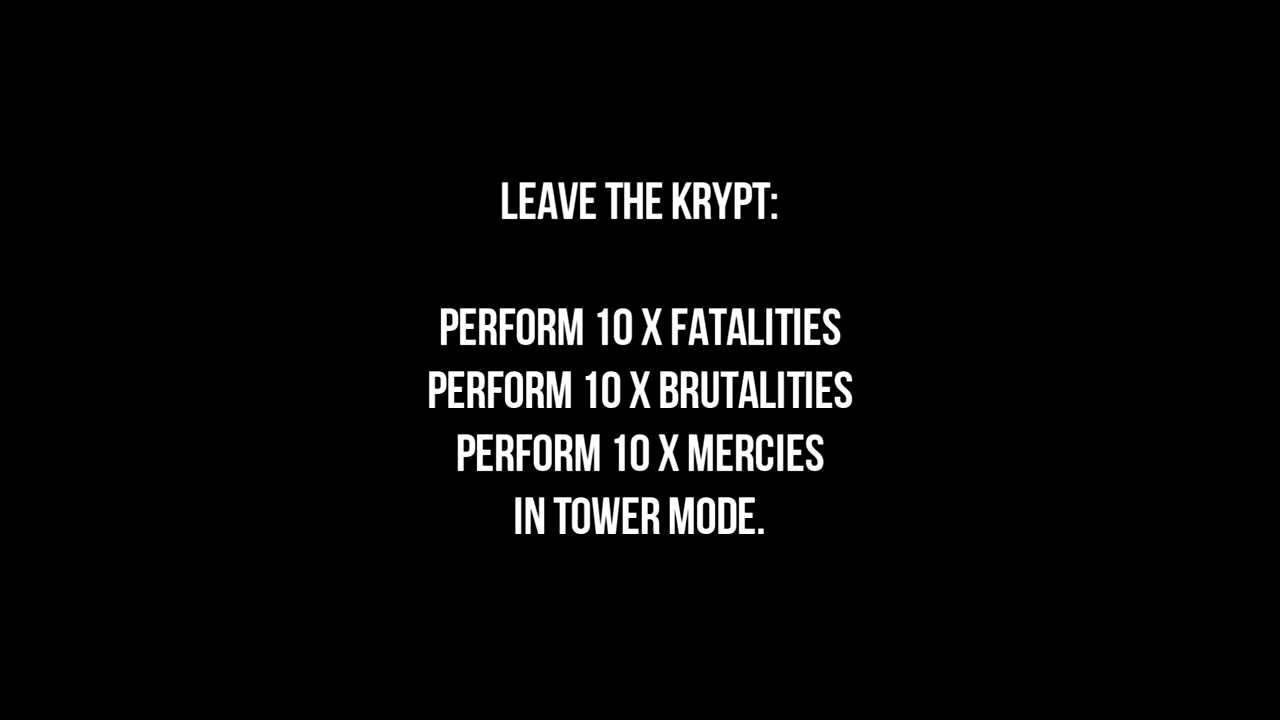 LEAVE THE KRYPT:
PERFORM 10 X FATALITIES
PERFORM 10 X BRUTALITIES
PERFORM 10 X MERCIES
IN TOWER MODE.